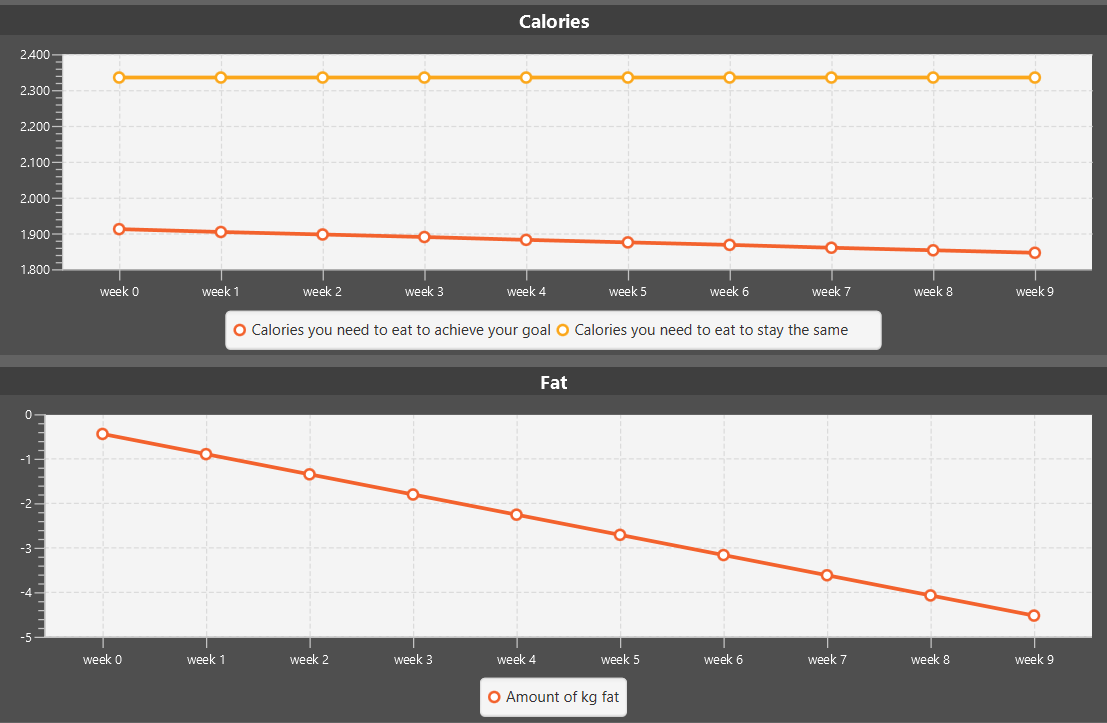 Calories
2.400
2.300
2.200
2.100
2.000
1.900
1.800
week 0 week 1 week 2 week 3 week 4 week 5 week 6 week 7 week 8 week 9
Calories you need to eat to achieve your goal Calories you need to eat to stay the same
Fat
0
-1
-2
-3
-4
-5
week 0 week 1 week 2 week 3 week 4 week 5 week 6 week 7 week 8 week 9
Amount of kg fat